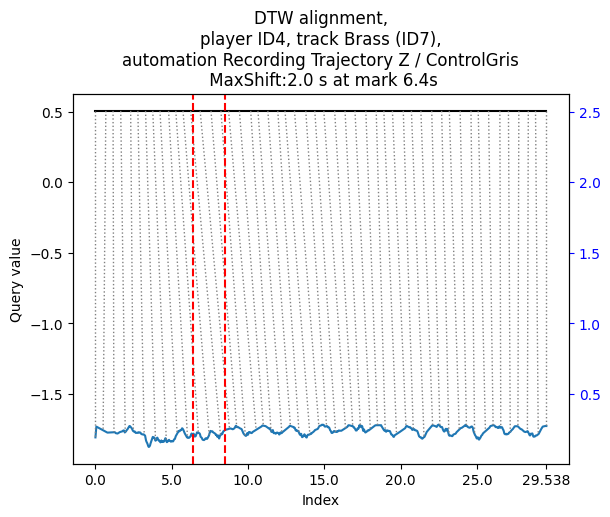 DTW alignment,
player ID4, track Brass (ID7),
automation Recording Trajectory Z / ControlGris
MaxShift:2.0 s at mark 6.4s
0.5
0.0
−0.5
−1.0
−1.5
Query value
2.5
2.0
1.5
1.0
0.5
0.0 5.0 10.0 15.0 20.0 25.0 29.538
Index